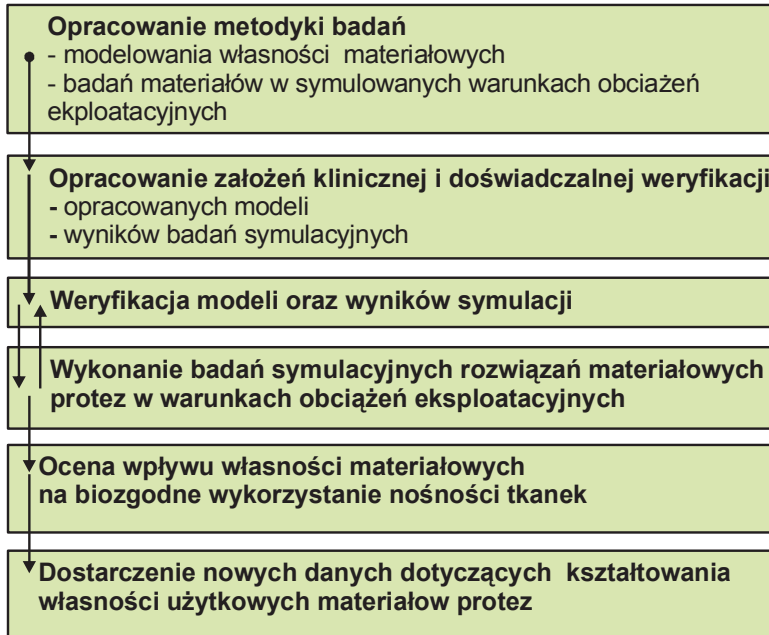 Opracowanie metodyki badań
- modelowania własności materiałowych
- badań materiałów w symulowanych warunkach obciażeń
ekploatacyjnych
Opracowanie założeń klinicznej i doświadczalnej weryfikacji
- opracowanych modeli
- wyników badań symulacyjnych
Weryfikacja modeli oraz wyników symulacji
Wykonanie badań symulacyjnych rozwiązań materiałowych
protez w warunkach obciążeń eksploatacyjnych
Ocena wpływu własności materiałowych
na biozgodne wykorzystanie nośności tkanek
Dostarczenie nowych danych dotyczących kształtowania
własności użytkowych materiałow protez